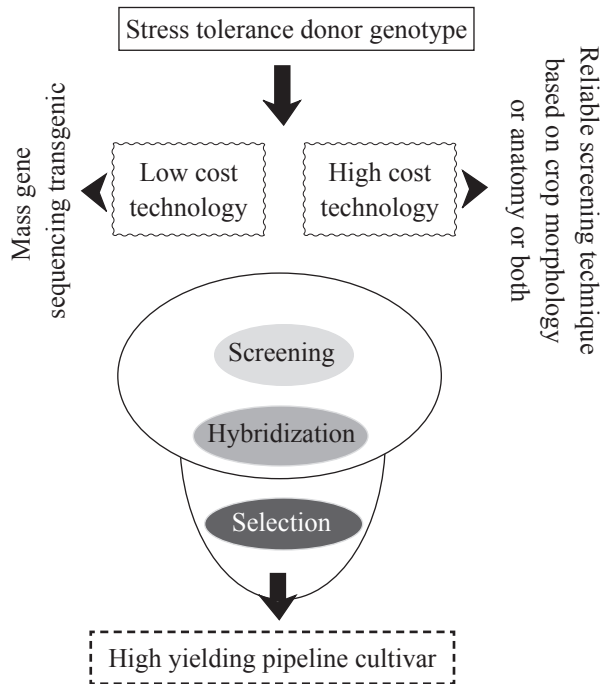 Stress tolerance donor genotype
Mass gene
sequencing transgenic
Low cost
technology
High cost
technology
Reliable screening technique
based on crop morphology
or anatomy or both
Screening
Hybridization
Selection
High yielding pipeline cultivar